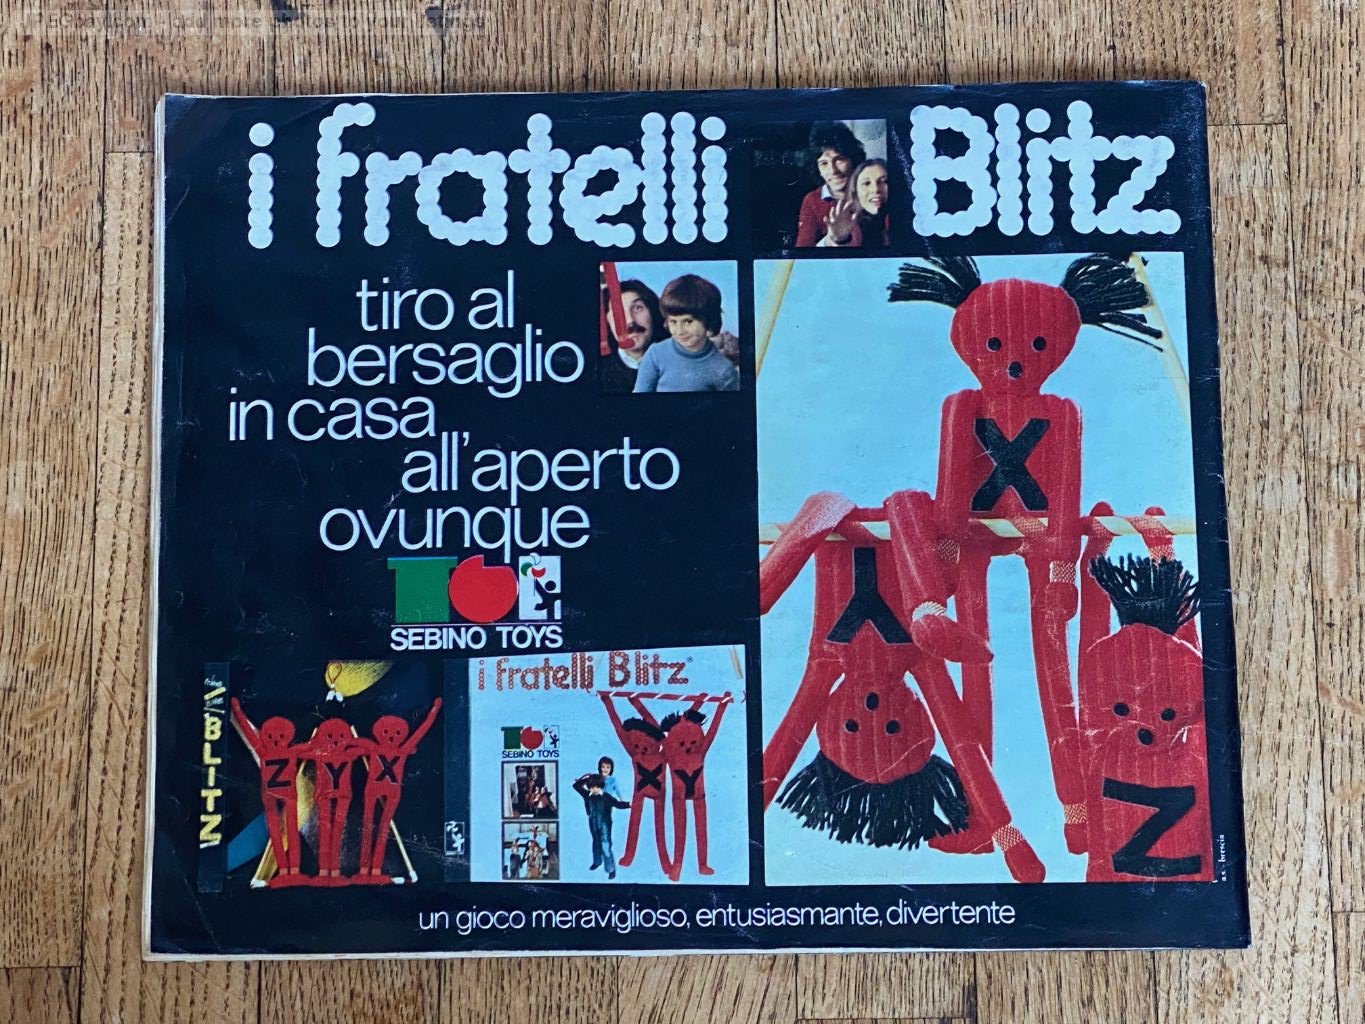 i fratelli Blitz
tiro al
bersaglio
in casa
all'aperto
ovunque
SEBINO TOYS
X
Y
Z
BLITZ
Z Y X
i fratelli Blitz®
SEBINO TOYS
X Y
a.s. - brescia
un gioco meraviglioso, entusiasmante, divertente